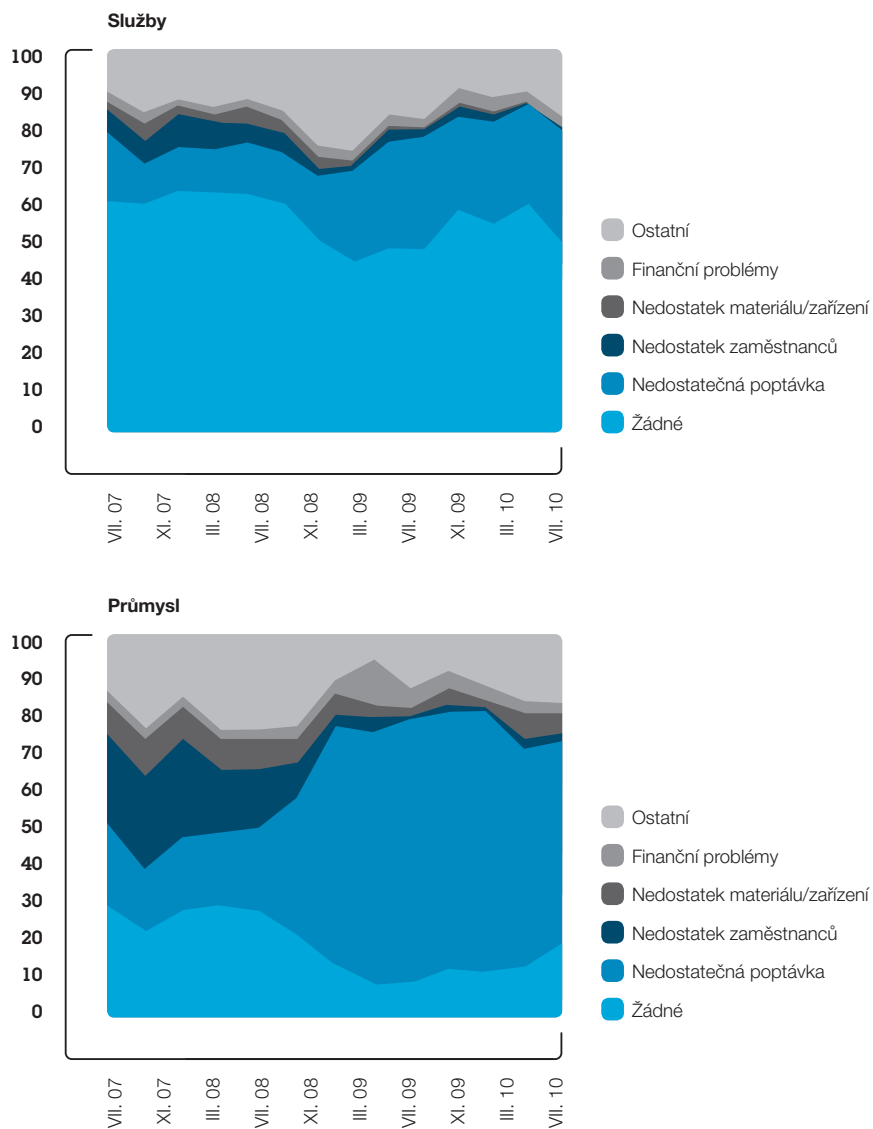 Služby
100
90
80
70
60
50
40
30
20
10
0
Ostatní
Finanční problémy
Nedostatek materiálu/zařízení
Nedostatek zaměstnanců
Nedostatečná poptávka
Žádné
VII. 07
XI. 07
III. 08
VII. 08
XI. 08
III. 09
VII. 09
XI. 09
III. 10
VII. 10
Průmysl
100
90
80
70
60
50
40
30
20
10
0
Ostatní
Finanční problémy
Nedostatek materiálu/zařízení
Nedostatek zaměstnanců
Nedostatečná poptávka
Žádné
VII. 07
XI. 07
III. 08
VII. 08
XI. 08
III. 09
VII. 09
XI. 09
III. 10
VII. 10